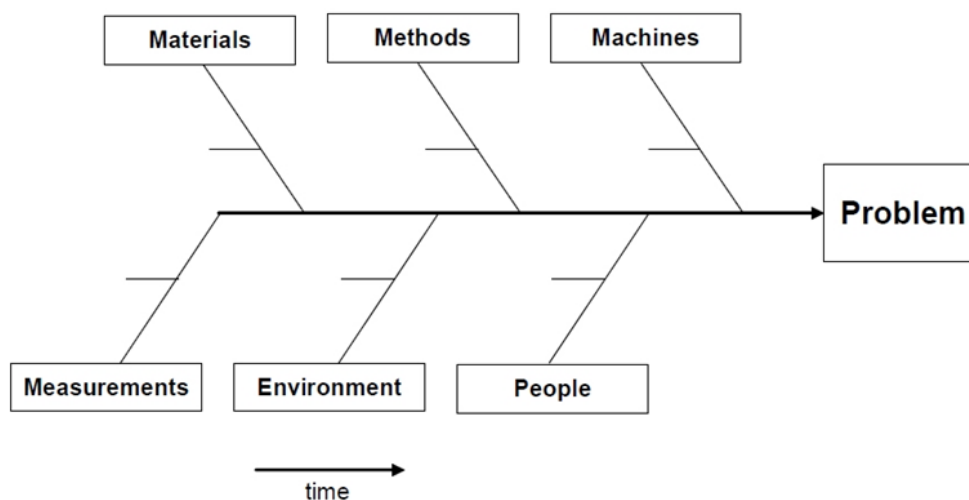 Materials
Methods
Machines
Problem
Measurements
Environment
People
time